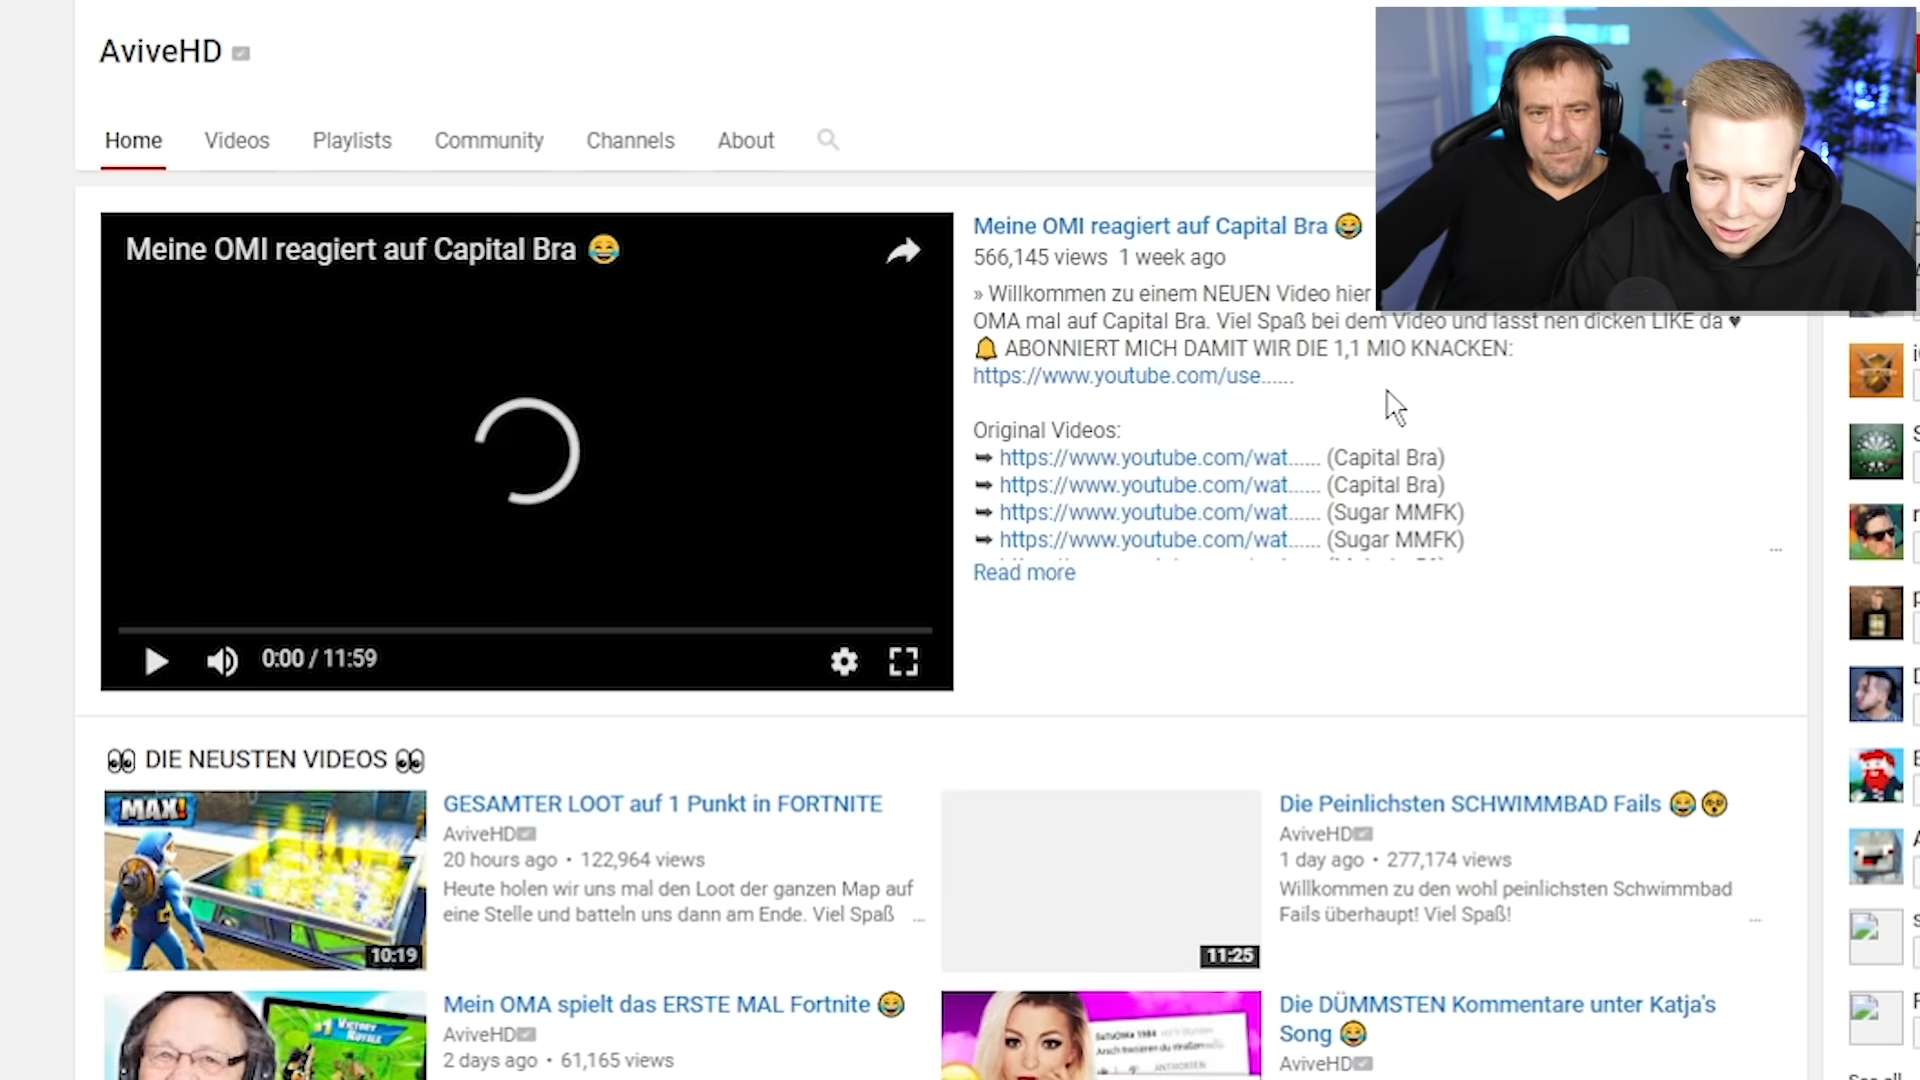 AviveHD
Home Videos Playlists Community Channels About
Meine OMI reagiert auf Capital Bra 😂
0:00 / 11:59
Meine OMI reagiert auf Capital Bra 😂
566,145 views 1 week ago
» Willkommen zu einem NEUEN Video hier
OMA mal auf Capital Bra. Viel Spaß bei dem Video und lasst nen dicken LIKE da ♥
🔔 ABONNIERT MICH DAMIT WIR DIE 1,1 MIO KNACKEN:
https://www.youtube.com/use......
Original Videos:
➥ https://www.youtube.com/wat...... (Capital Bra)
➥ https://www.youtube.com/wat...... (Capital Bra)
➥ https://www.youtube.com/wat...... (Sugar MMFK)
➥ https://www.youtube.com/wat...... (Sugar MMFK)
...
Read more
👀 DIE NEUSTEN VIDEOS 👀
MAX!
10:19
GESAMTER LOOT auf 1 Punkt in FORTNITE
AviveHD
20 hours ago • 122,964 views
Heute holen wir uns mal den Loot der ganzen Map auf
eine Stelle und batteln uns dann am Ende. Viel Spaß ...
11:25
Die Peinlichsten SCHWIMMBAD Fails 😂😵
AviveHD
1 day ago • 277,174 views
Willkommen zu den wohl peinlichsten Schwimmbad
Fails überhaupt! Viel Spaß! ...
#1 VICTORY
ROYALE
Mein OMA spielt das ERSTE MAL Fortnite 😂
AviveHD
2 days ago • 61,165 views
ANTWORTEN
Die DÜMMSTEN Kommentare unter Katja's
Song 😂
AviveHD